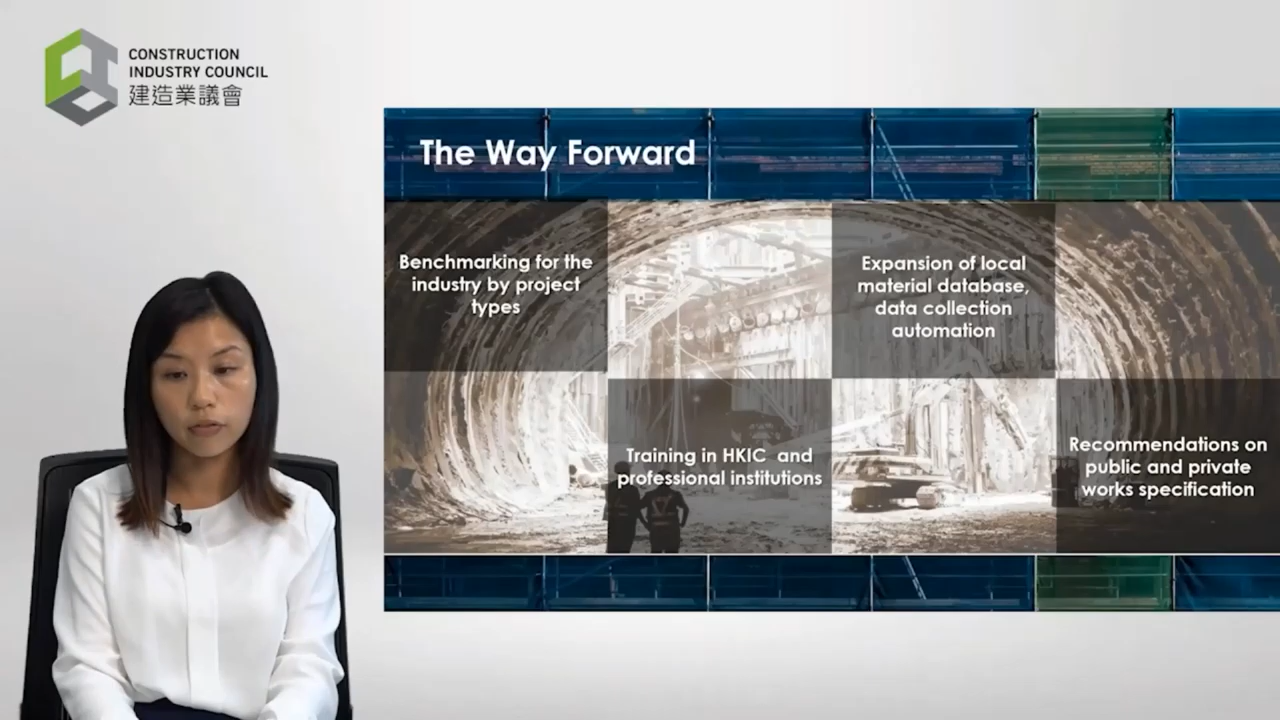 CONSTRUCTION
INDUSTRY COUNCIL
建造業議會
The Way Forward
Benchmarking for the
industry by project
types
Expansion of local
material database,
data collection
automation
Training in HKIC and
professional institutions
Recommendations on
public and private
works specification